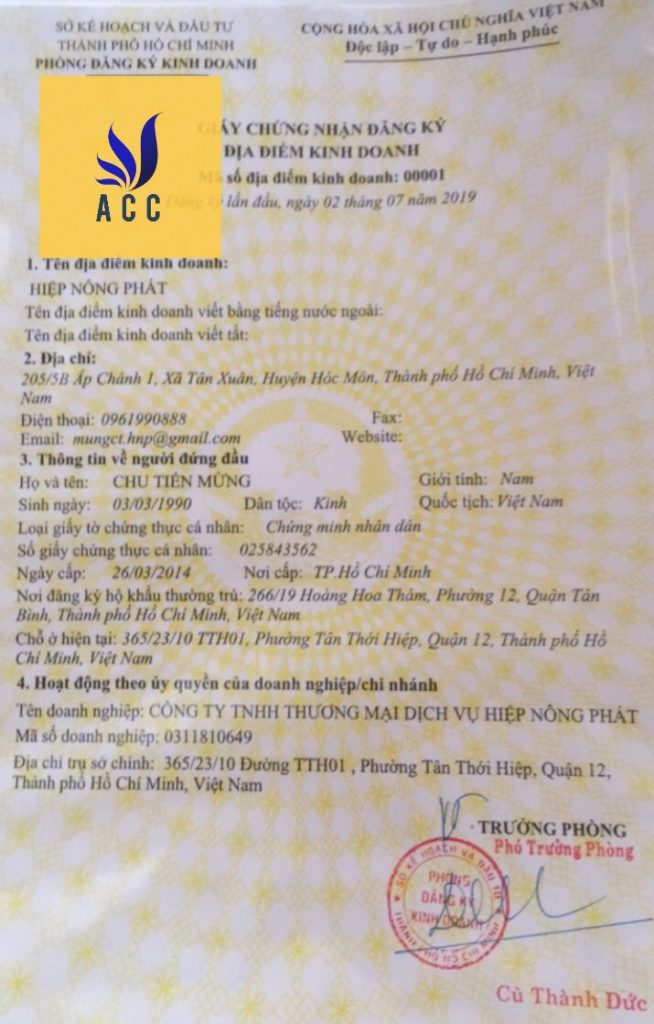 SỞ KẾ HOẠCH VÀ ĐẦU TƯ
THÀNH PHỐ HỒ CHÍ MINH
PHÒNG ĐĂNG KÝ KINH DOANH
CỘNG HÒA XÃ HỘI CHỦ NGHĨA VIỆT NAM
Độc lập – Tự do – Hạnh phúc
ACC
GIẤY CHỨNG NHẬN ĐĂNG KÝ
ĐỊA ĐIỂM KINH DOANH
Mã số địa điểm kinh doanh: 00001
Đăng ký lần đầu, ngày 02 tháng 07 năm 2019
1. Tên địa điểm kinh doanh:
HIỆP NÔNG PHÁT
Tên địa điểm kinh doanh viết bằng tiếng nước ngoài:
Tên địa điểm kinh doanh viết tắt:
2. Địa chỉ:
205/5B Ấp Chánh 1, Xã Tân Xuân, Huyện Hóc Môn, Thành phố Hồ Chí Minh, Việt
Nam
Điện thoại: 0961990888 Fax:
Email: mungct.hnp@gmail.com Website:
3. Thông tin về người đứng đầu
Họ và tên: CHU TIẾN MỪNG Giới tính: Nam
Sinh ngày: 03/03/1990 Dân tộc: Kinh Quốc tịch: Việt Nam
Loại giấy tờ chứng thực cá nhân: Chứng minh nhân dân
Số giấy chứng thực cá nhân: 025843562
Ngày cấp: 26/03/2014 Nơi cấp: TP.Hồ Chí Minh
Nơi đăng ký hộ khẩu thường trú: 266/19 Hoàng Hoa Thám, Phường 12, Quận Tân
Bình, Thành phố Hồ Chí Minh, Việt Nam
Chỗ ở hiện tại: 365/23/10 TTH01, Phường Tân Thới Hiệp, Quận 12, Thành phố Hồ
Chí Minh, Việt Nam
4. Hoạt động theo ủy quyền của doanh nghiệp/chi nhánh
Tên doanh nghiệp: CÔNG TY TNHH THƯƠNG MẠI DỊCH VỤ HIỆP NÔNG PHÁT
Mã số doanh nghiệp: 0311810649
Địa chỉ trụ sở chính: 365/23/10 Đường TTH01 , Phường Tân Thới Hiệp, Quận 12,
Thành phố Hồ Chí Minh, Việt Nam
TRƯỞNG PHÒNG
Phó Trưởng Phòng
SỞ KẾ HOẠCH VÀ ĐẦU TƯ
PHÒNG
ĐĂNG KÝ
KINH DOANH
THÀNH PHỐ HỒ CHÍ MINH
Cù Thành Đức